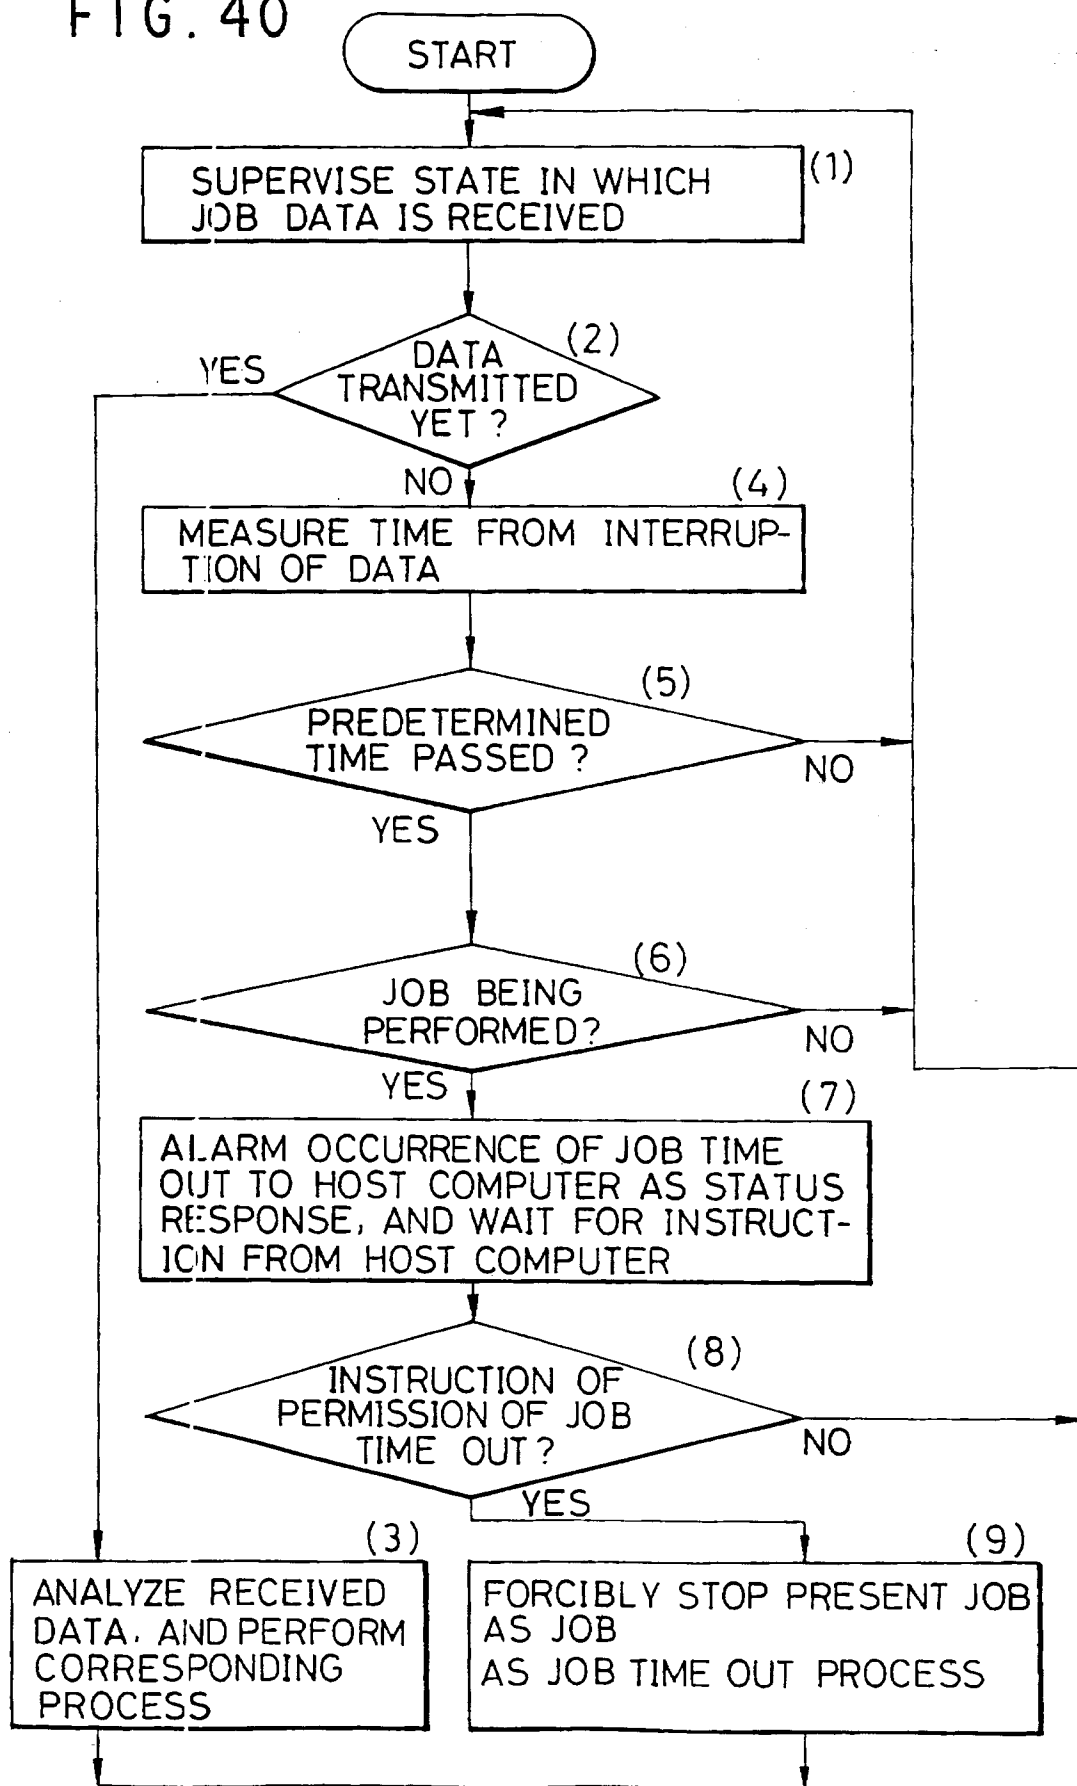 FIG. 40
START
(1)
SUPERVISE STATE IN WHICH
JOB DATA IS RECEIVED
(2)
YES
DATA
TRANSMITTED
YET ?
NO
(4)
MEASURE TIME FROM INTERRUP-
TION OF DATA
(5)
PREDETERMINED
TIME PASSED ?
NO
YES
(6)
JOB BEING
PERFORMED?
NO
YES
(7)
ALARM OCCURRENCE OF JOB TIME
OUT TO HOST COMPUTER AS STATUS
RESPONSE, AND WAIT FOR INSTRUCT-
ION FROM HOST COMPUTER
(8)
INSTRUCTION OF
PERMISSION OF JOB
TIME OUT ?
NO
YES
(3)
ANALYZE RECEIVED
DATA, AND PERFORM
CORRESPONDING
PROCESS
(9)
FORCIBLY STOP PRESENT JOB
AS JOB
AS JOB TIME OUT PROCESS